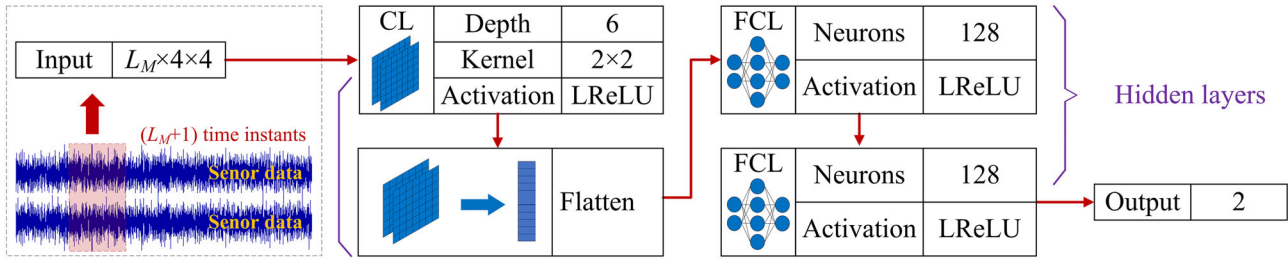 Input L_M×4×4
(L_M+1) time instants
Senor data
Senor data
CL
Depth 6
Kernel 2×2
Activation LReLU
Flatten
FCL
Neurons 128
Activation LReLU
FCL
Neurons 128
Activation LReLU
Hidden layers
Output 2